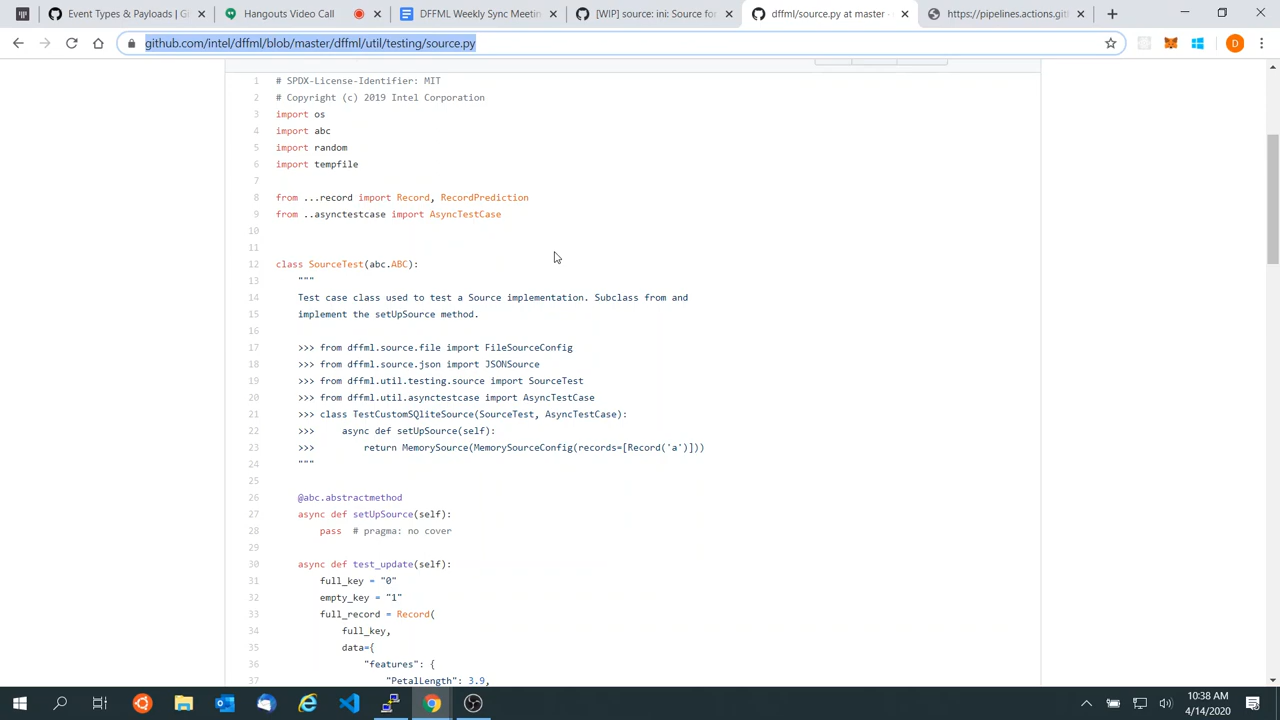 Event Types & Payloads | G
Hangouts Video Call
DFFML Weekly Sync Meetin
[WIP] source: ini: Source fo
dffml/source.py at master ·
https://pipelines.actions.gith
github.com/intel/dffml/blob/master/dffml/util/testing/source.py
D
1 # SPDX-License-Identifier: MIT
2 # Copyright (c) 2019 Intel Corporation
3 import os
4 import abc
5 import random
6 import tempfile
7
8 from ...record import Record, RecordPrediction
9 from ..asynctestcase import AsyncTestCase
10
11
12 class SourceTest(abc.ABC):
13 """
14 Test case class used to test a Source implementation. Subclass from and
15 implement the setUpSource method.
16
17 >>> from dffml.source.file import FileSourceConfig
18 >>> from dffml.source.json import JSONSource
19 >>> from dffml.util.testing.source import SourceTest
20 >>> from dffml.util.asynctestcase import AsyncTestCase
21 >>> class TestCustomSQliteSource(SourceTest, AsyncTestCase):
22 >>>     async def setUpSource(self):
23 >>>         return MemorySource(MemorySourceConfig(records=[Record('a')]))
24 """
25
26 @abc.abstractmethod
27 async def setUpSource(self):
28 pass  # pragma: no cover
29
30 async def test_update(self):
31 full_key = "0"
32 empty_key = "1"
33 full_record = Record(
34 full_key,
35 data={
36 "features": {
37 "PetalLength": 3.9,
10:38 AM
4/14/2020